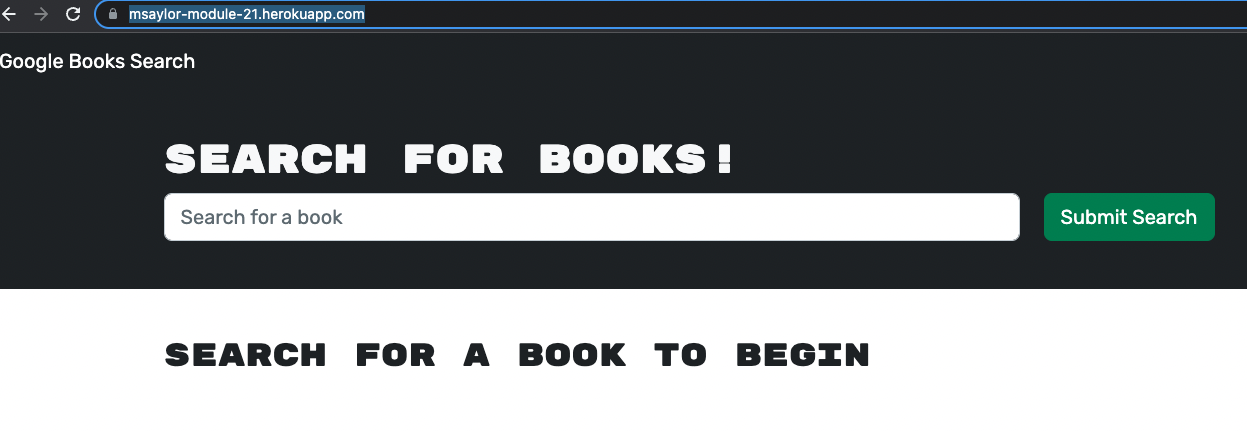 msaylor-module-21.herokuapp.com
Google Books Search
SEARCH FOR BOOKS!
Search for a book
Submit Search
SEARCH FOR A BOOK TO BEGIN